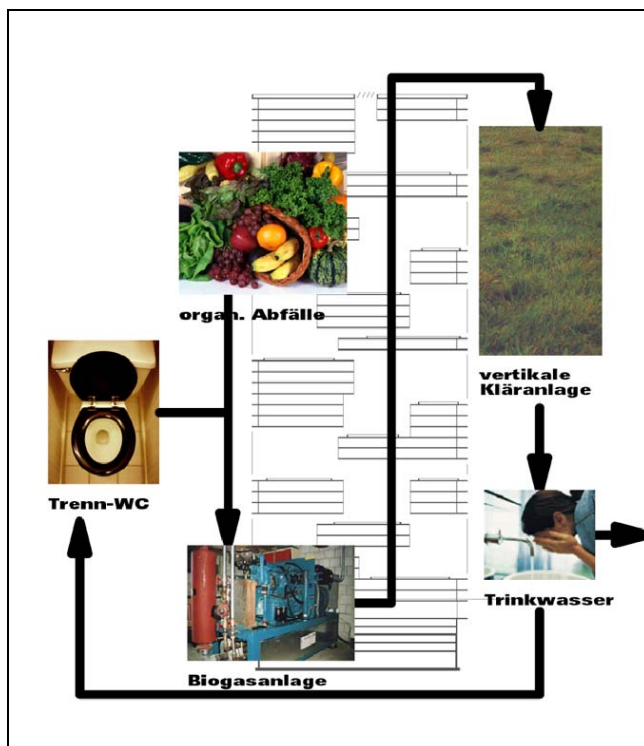 organ. Abfälle
vertikale
Kläranlage
Trenn-WC
Trinkwasser
Biogasanlage